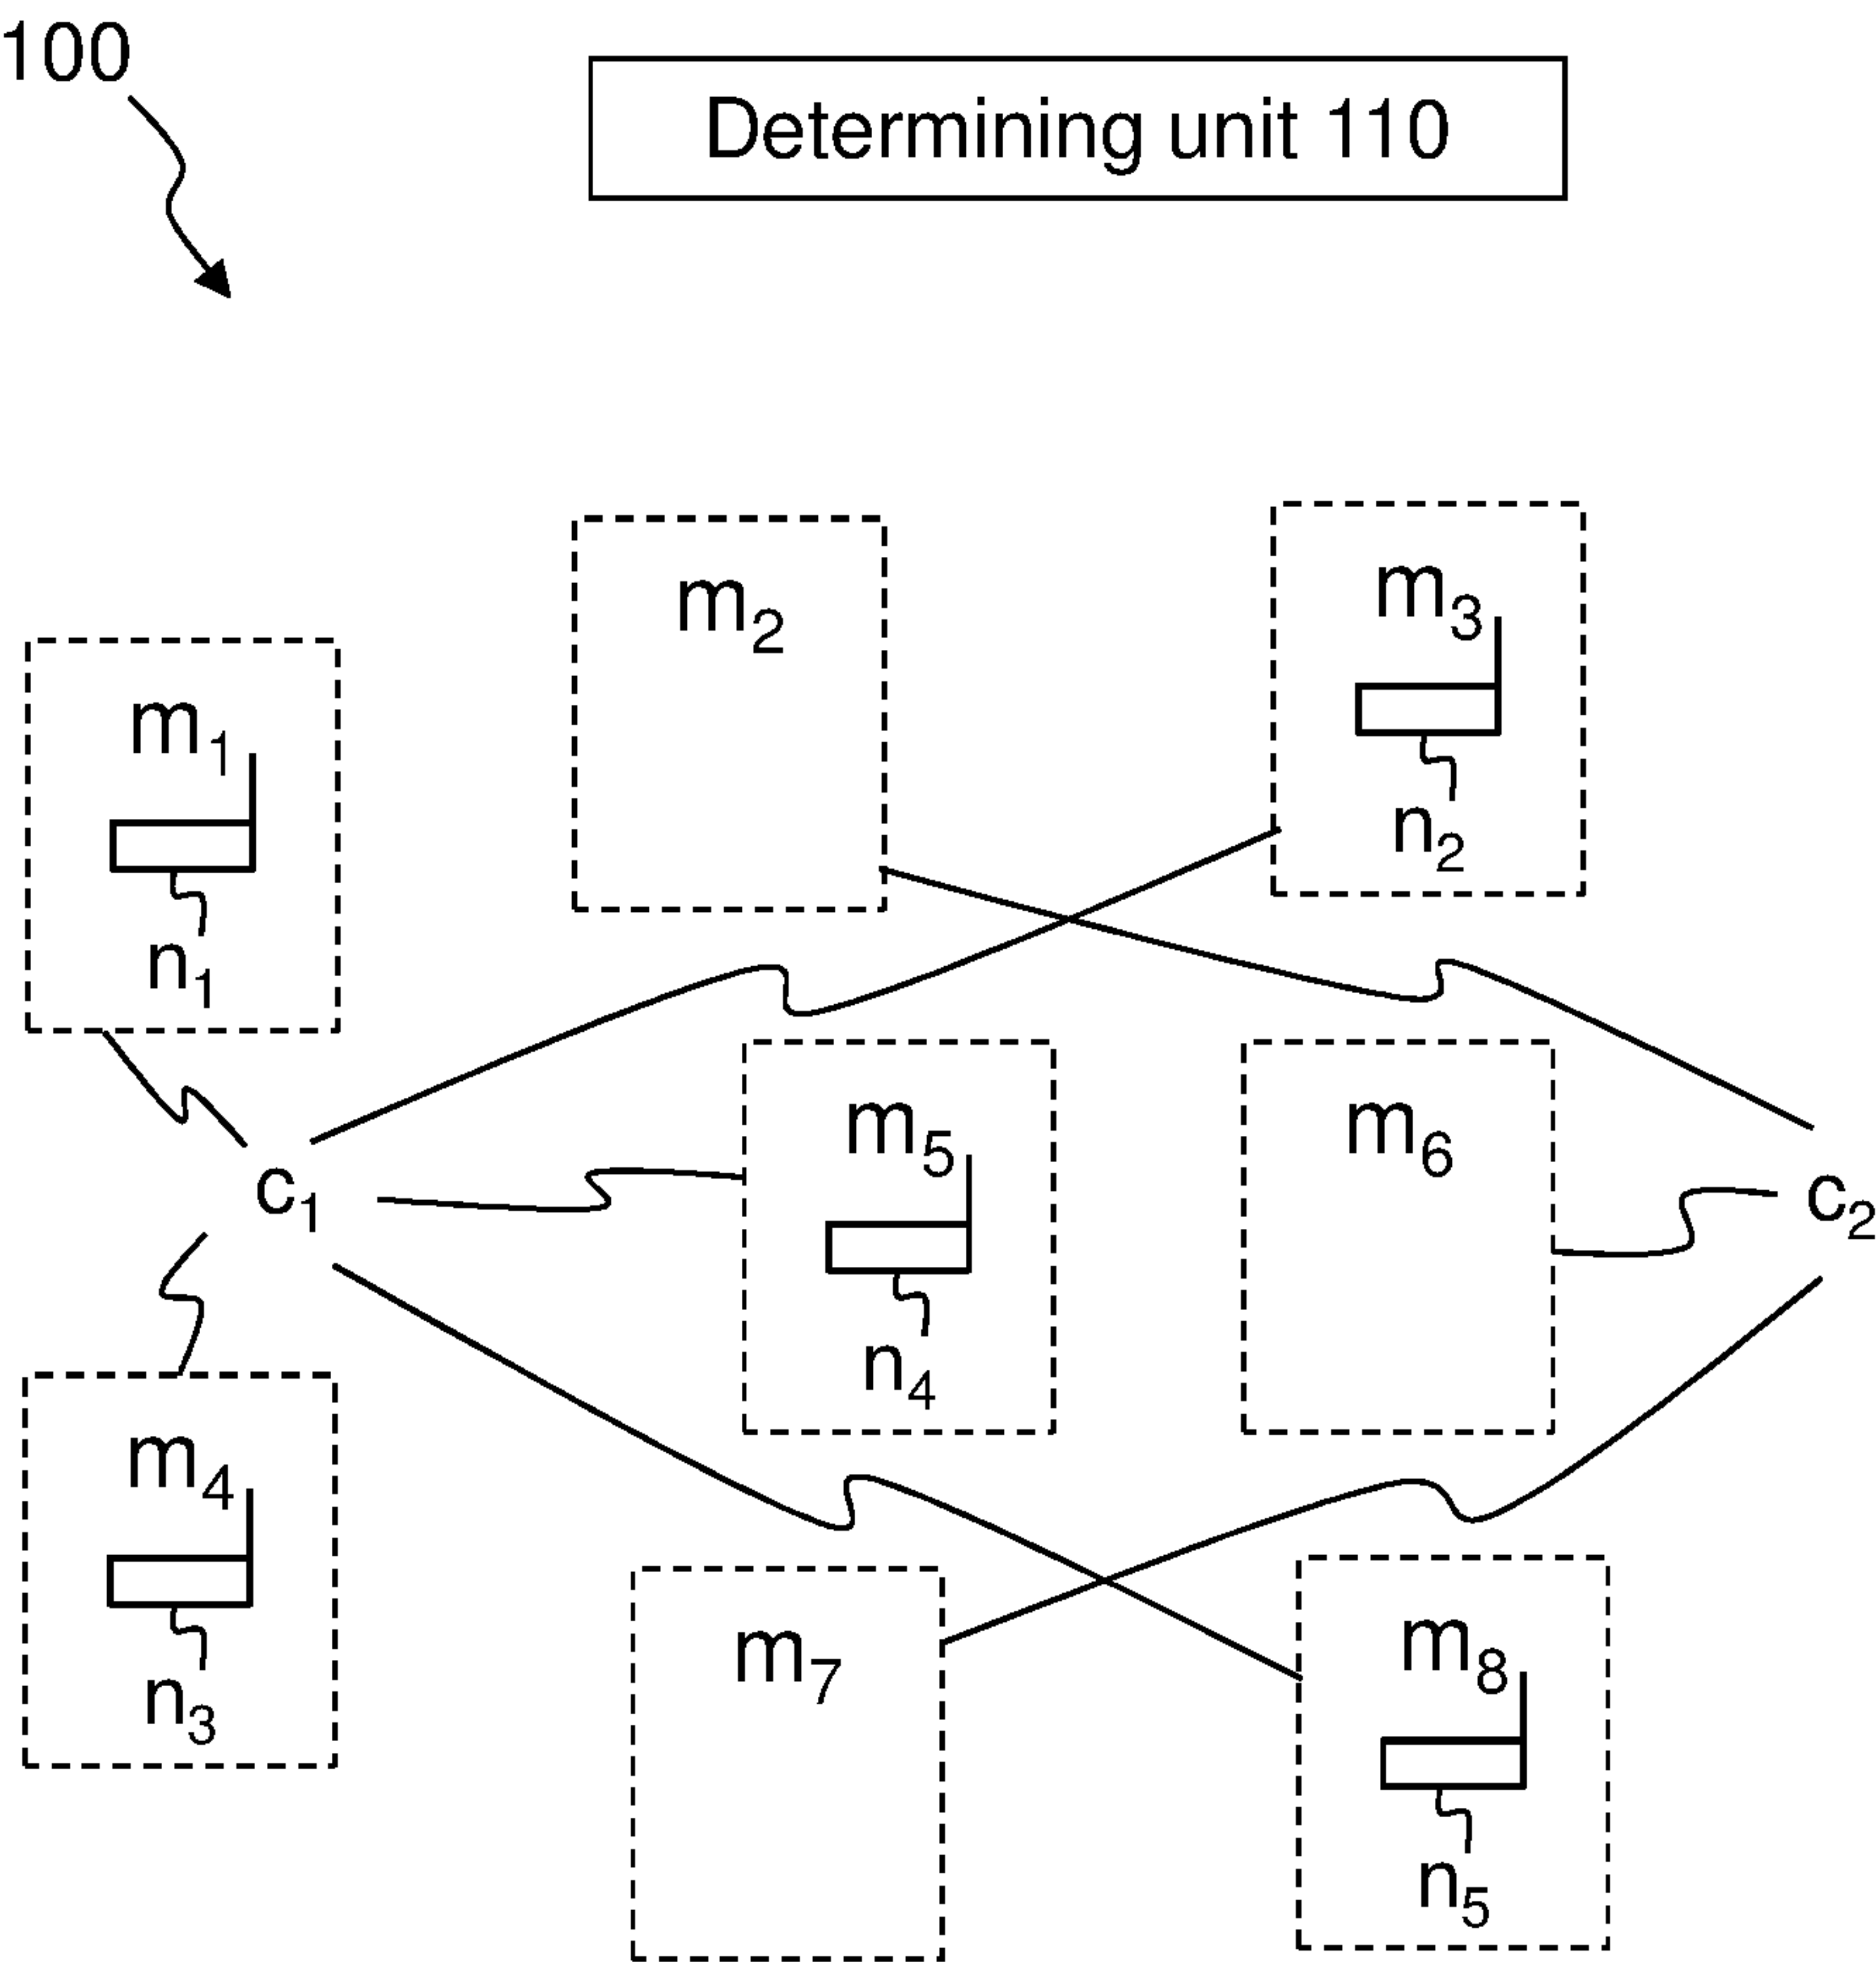 100
Determining unit 110
m2
m3
n2
m1
n1
m5
n4
m6
c1
c2
m4
n3
m7
m8
n5